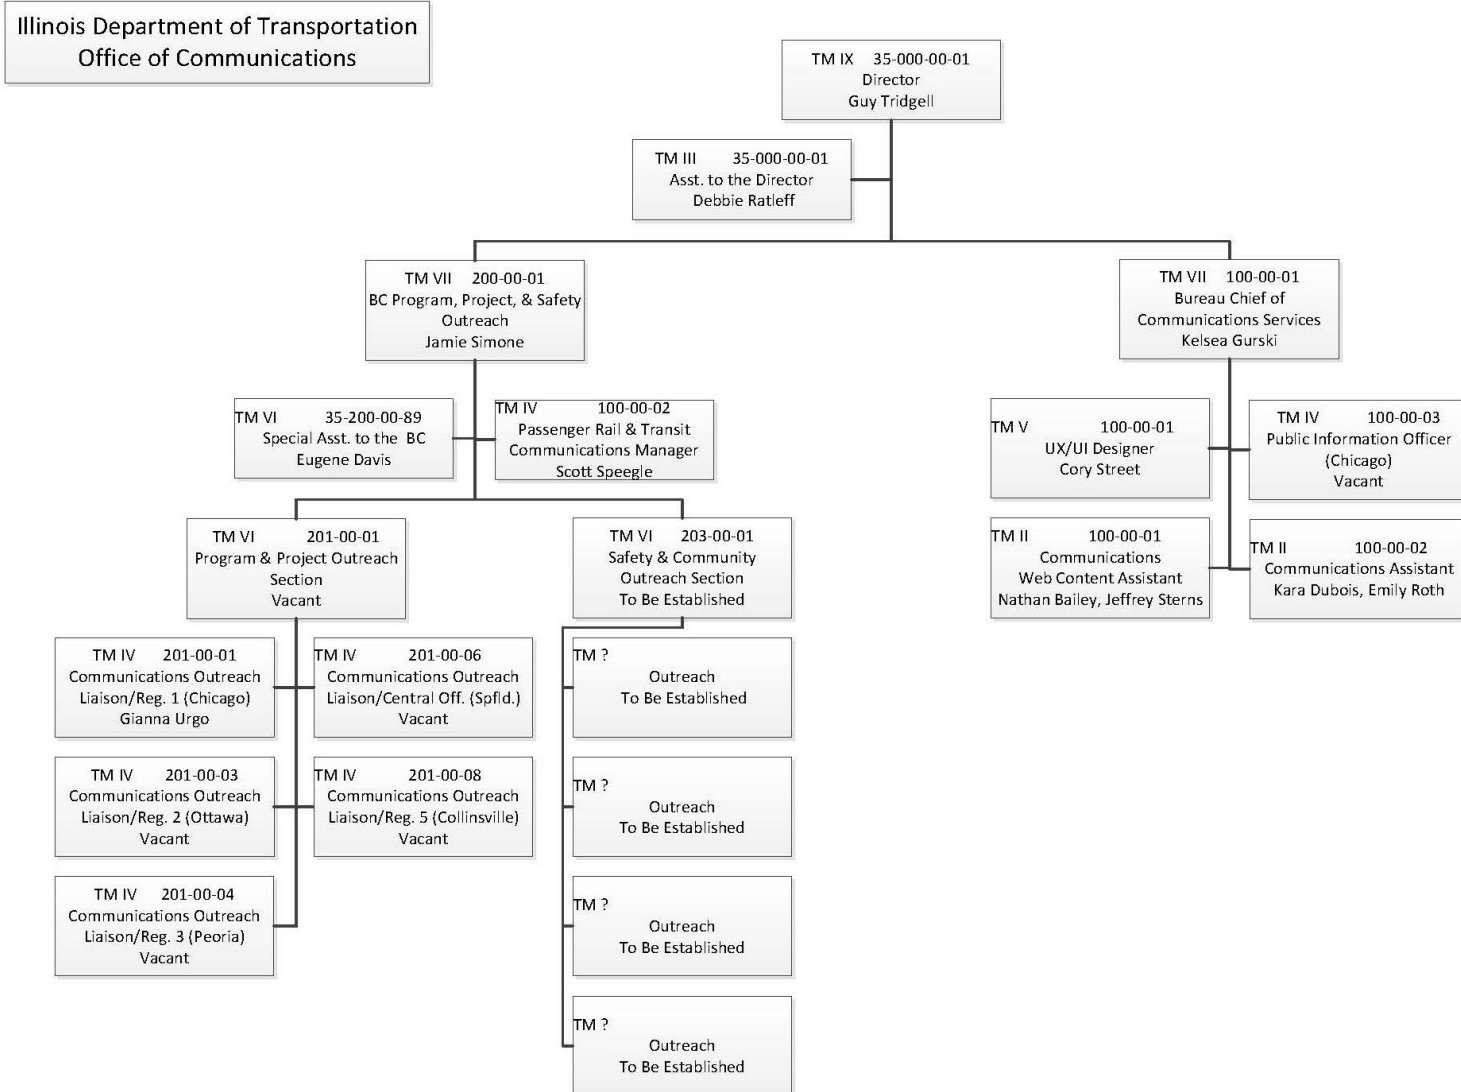 Illinois Department of Transportation
Office of Communications
TM IX 35-000-00-01
Director
Guy Tridgell
TM III 35-000-00-01
Asst. to the Director
Debbie Ratleff
TM VII 200-00-01
BC Program, Project, & Safety
Outreach
Jamie Simone
TM VII 100-00-01
Bureau Chief of
Communications Services
Kelsea Gurski
TM VI 35-200-00-89
Special Asst. to the BC
Eugene Davis
TM IV 100-00-02
Passenger Rail & Transit
Communications Manager
Scott Speegle
TM V 100-00-01
UX/UI Designer
Cory Street
TM IV 100-00-03
Public Information Officer
(Chicago)
Vacant
TM VI 201-00-01
Program & Project Outreach
Section
Vacant
TM VI 203-00-01
Safety & Community
Outreach Section
To Be Established
TM II 100-00-01
Communications
Web Content Assistant
Nathan Bailey, Jeffrey Sterns
TM II 100-00-02
Communications Assistant
Kara Dubois, Emily Roth
TM IV 201-00-01
Communications Outreach
Liaison/Reg. 1 (Chicago)
Gianna Urgo
TM IV 201-00-06
Communications Outreach
Liaison/Central Off. (Spfld.)
Vacant
TM ?
Outreach
To Be Established
TM IV 201-00-03
Communications Outreach
Liaison/Reg. 2 (Ottawa)
Vacant
TM IV 201-00-08
Communications Outreach
Liaison/Reg. 5 (Collinsville)
Vacant
TM ?
Outreach
To Be Established
TM IV 201-00-04
Communications Outreach
Liaison/Reg. 3 (Peoria)
Vacant
TM ?
Outreach
To Be Established
TM ?
Outreach
To Be Established